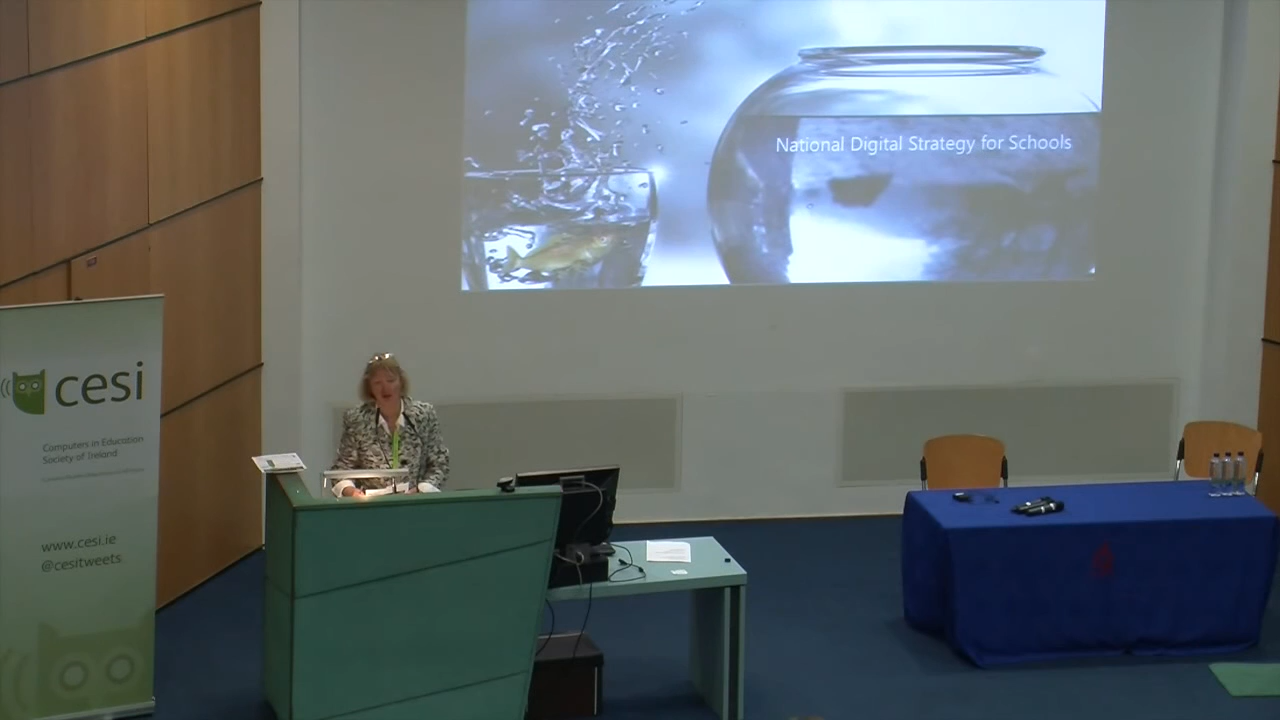 National Digital Strategy for Schools
cesi
Computers in Education
Society of Ireland
www.cesi.ie
@cesitweets